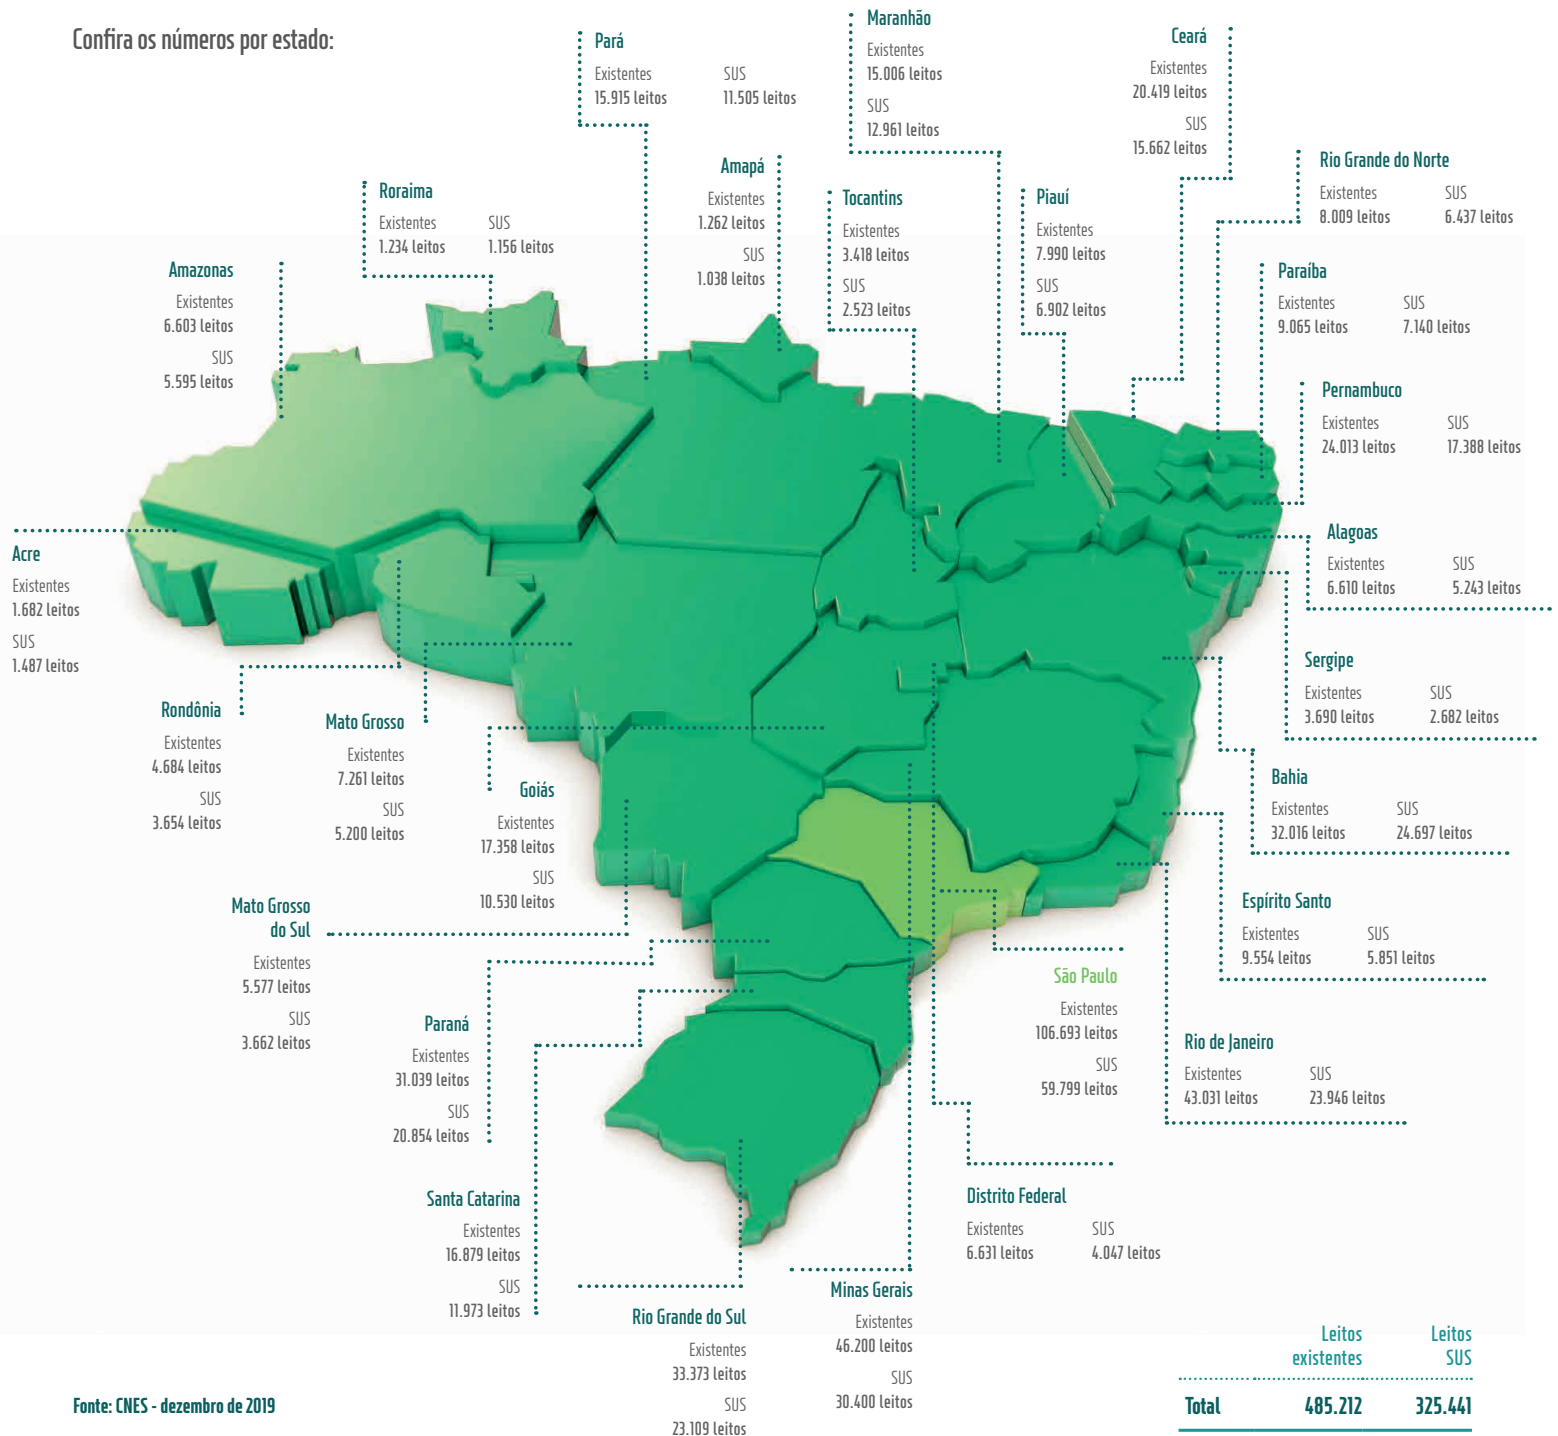 Confira os números por estado:
Pará
Existentes SUS
15.915 leitos 11.505 leitos
Maranhão
Existentes
15.006 leitos
SUS
12.961 leitos
Ceará
Existentes
20.419 leitos
SUS
15.662 leitos
Rio Grande do Norte
Existentes SUS
8.009 leitos 6.437 leitos
Roraima
Existentes SUS
1.234 leitos 1.156 leitos
Amapá
Existentes
1.262 leitos
SUS
1.038 leitos
Tocantins
Existentes
3.418 leitos
SUS
2.523 leitos
Piauí
Existentes
7.990 leitos
SUS
6.902 leitos
Amazonas
Existentes
6.603 leitos
SUS
5.595 leitos
Paraíba
Existentes SUS
9.065 leitos 7.140 leitos
Pernambuco
Existentes SUS
24.013 leitos 17.388 leitos
Acre
Existentes
1.682 leitos
SUS
1.487 leitos
Alagoas
Existentes SUS
6.610 leitos 5.243 leitos
Sergipe
Existentes SUS
3.690 leitos 2.682 leitos
Rondônia
Existentes
4.684 leitos
SUS
3.654 leitos
Mato Grosso
Existentes
7.261 leitos
SUS
5.200 leitos
Goiás
Existentes
17.358 leitos
SUS
10.530 leitos
Bahia
Existentes SUS
32.016 leitos 24.697 leitos
Mato Grosso
do Sul
Existentes
5.577 leitos
SUS
3.662 leitos
Espírito Santo
Existentes SUS
9.554 leitos 5.851 leitos
Paraná
Existentes
31.039 leitos
SUS
20.854 leitos
São Paulo
Existentes
106.693 leitos
SUS
59.799 leitos
Rio de Janeiro
Existentes SUS
43.031 leitos 23.946 leitos
Santa Catarina
Existentes
16.879 leitos
SUS
11.973 leitos
Distrito Federal
Existentes SUS
6.631 leitos 4.047 leitos
Rio Grande do Sul
Existentes
33.373 leitos
SUS
23.109 leitos
Minas Gerais
Existentes
46.200 leitos
SUS
30.400 leitos
Leitos Leitos
existentes SUS
Total 485.212 325.441
Fonte: CNES - dezembro de 2019